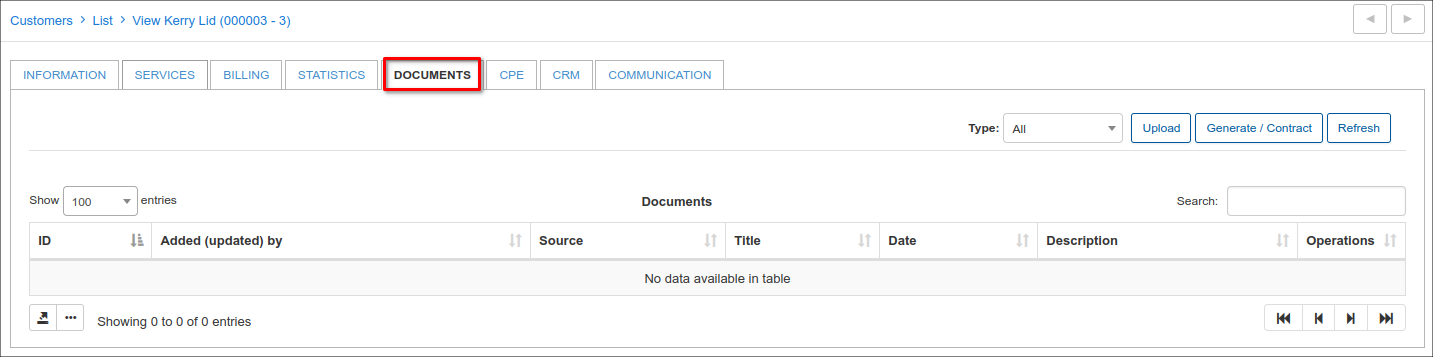 Customers > List > View Kerry Lid (000003 - 3)
INFORMATION SERVICES BILLING STATISTICS DOCUMENTS CPE CRM COMMUNICATION
Type: All Upload Generate / Contract Refresh
Show 100 entries Documents Search:
ID Added (updated) by Source Title Date Description Operations
No data available in table
Showing 0 to 0 of 0 entries